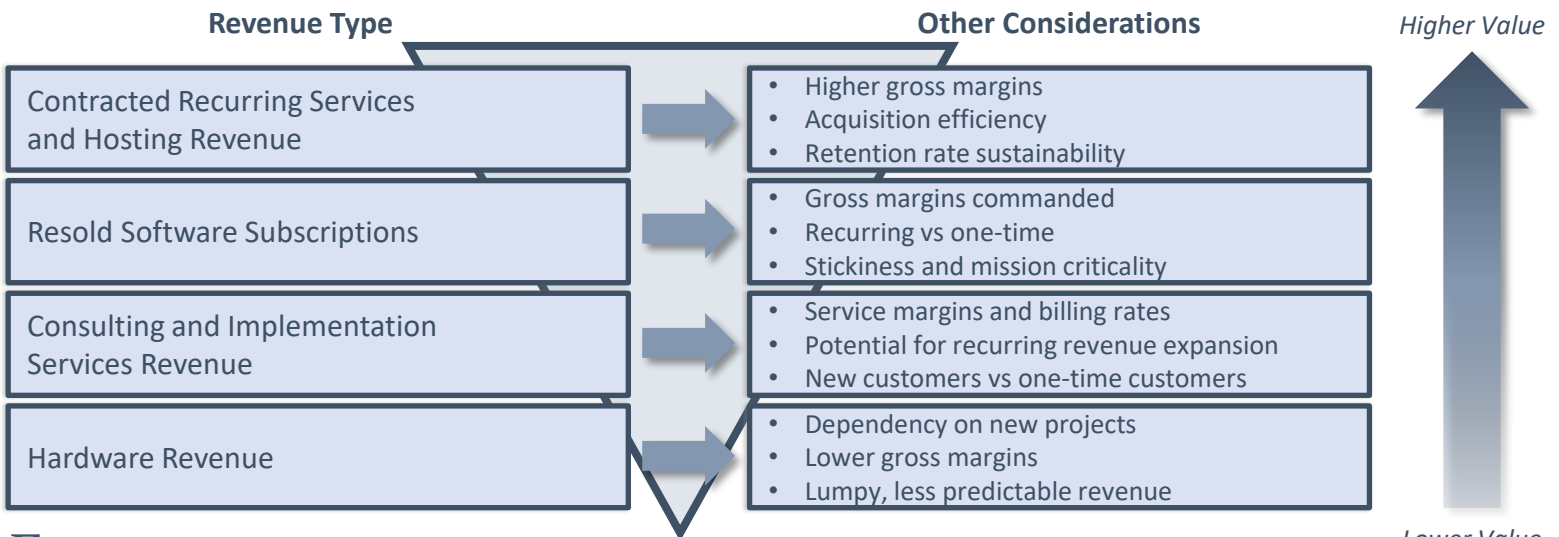 Revenue Type
Other Considerations
Higher Value
Contracted Recurring Services
and Hosting Revenue
• Higher gross margins
• Acquisition efficiency
• Retention rate sustainability
Resold Software Subscriptions
• Gross margins commanded
• Recurring vs one-time
• Stickiness and mission criticality
Consulting and Implementation
Services Revenue
• Service margins and billing rates
• Potential for recurring revenue expansion
• New customers vs one-time customers
Hardware Revenue
• Dependency on new projects
• Lower gross margins
• Lumpy, less predictable revenue
Lower Value